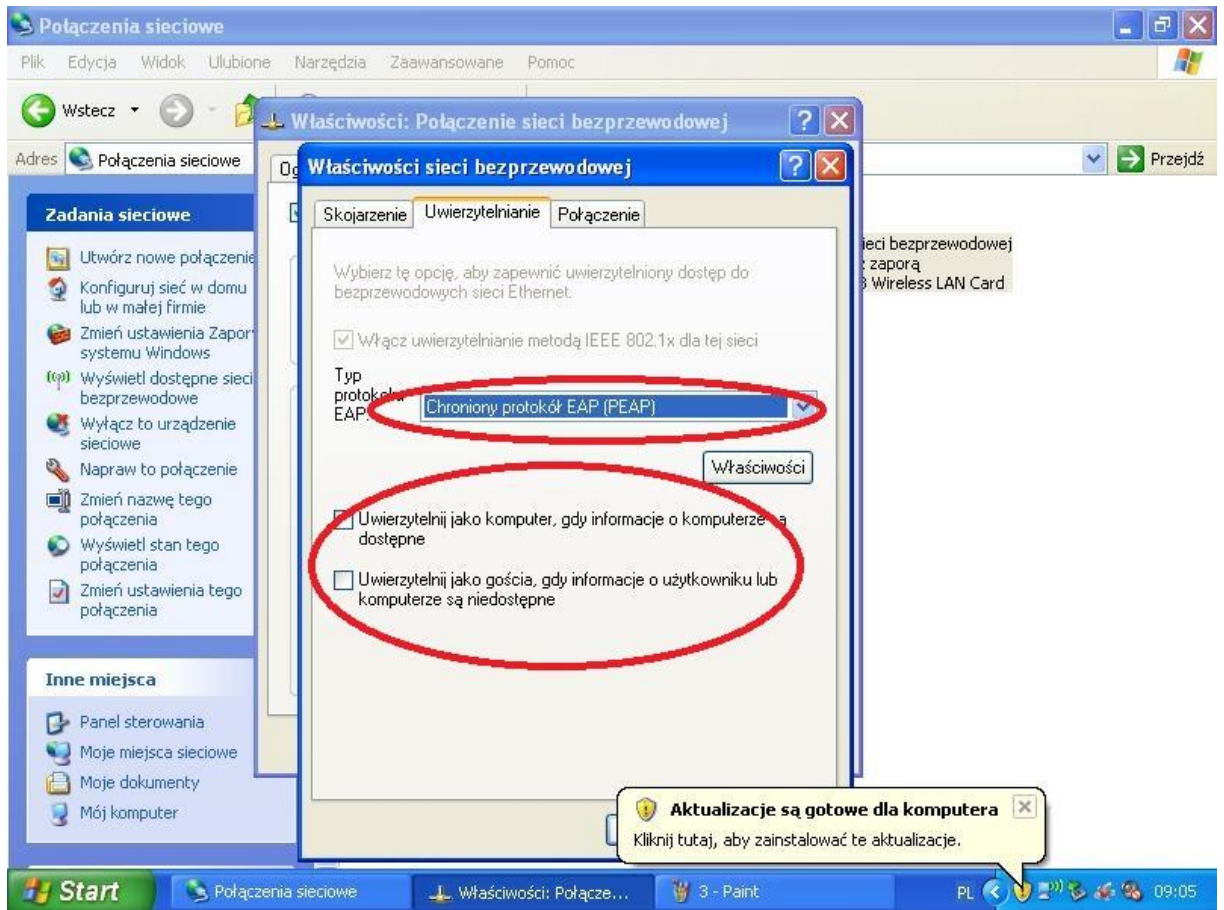 Połączenia sieciowe
Plik Edycja Widok Ulubione Narzędzia Zaawansowane Pomoc
Wstecz
Adres Połączenia sieciowe Przejdź
Właściwości: Połączenie sieci bezprzewodowej
Właściwości sieci bezprzewodowej
Skojarzenie Uwierzytelnianie Połączenie
Wybierz tę opcję, aby zapewnić uwierzytelniony dostęp do
bezprzewodowych sieci Ethernet.
Włącz uwierzytelnianie metodą IEEE 802.1x dla tej sieci
Typ
protokołu
EAP:
Chroniony protokół EAP (PEAP)
Właściwości
Uwierzytelnij jako komputer, gdy informacje o komputerze są
dostępne
Uwierzytelnij jako gościa, gdy informacje o użytkowniku lub
komputerze są niedostępne
Zadania sieciowe
Utwórz nowe połączenie
Konfiguruj sieć w domu
lub w małej firmie
Zmień ustawienia Zapor
systemu Windows
Wyświetl dostępne sieci
bezprzewodowe
Wyłącz to urządzenie
sieciowe
Napraw to połączenie
Zmień nazwę tego
połączenia
Wyświetl stan tego
połączenia
Zmień ustawienia tego
połączenia
Inne miejsca
Panel sterowania
Moje miejsca sieciowe
Moje dokumenty
Mój komputer
ieci bezprzewodowej
zaporą
Wireless LAN Card
Aktualizacje są gotowe dla komputera
Kliknij tutaj, aby zainstalować te aktualizacje.
Start Połączenia sieciowe Właściwości: Połącze... 3 - Paint PL 09:05